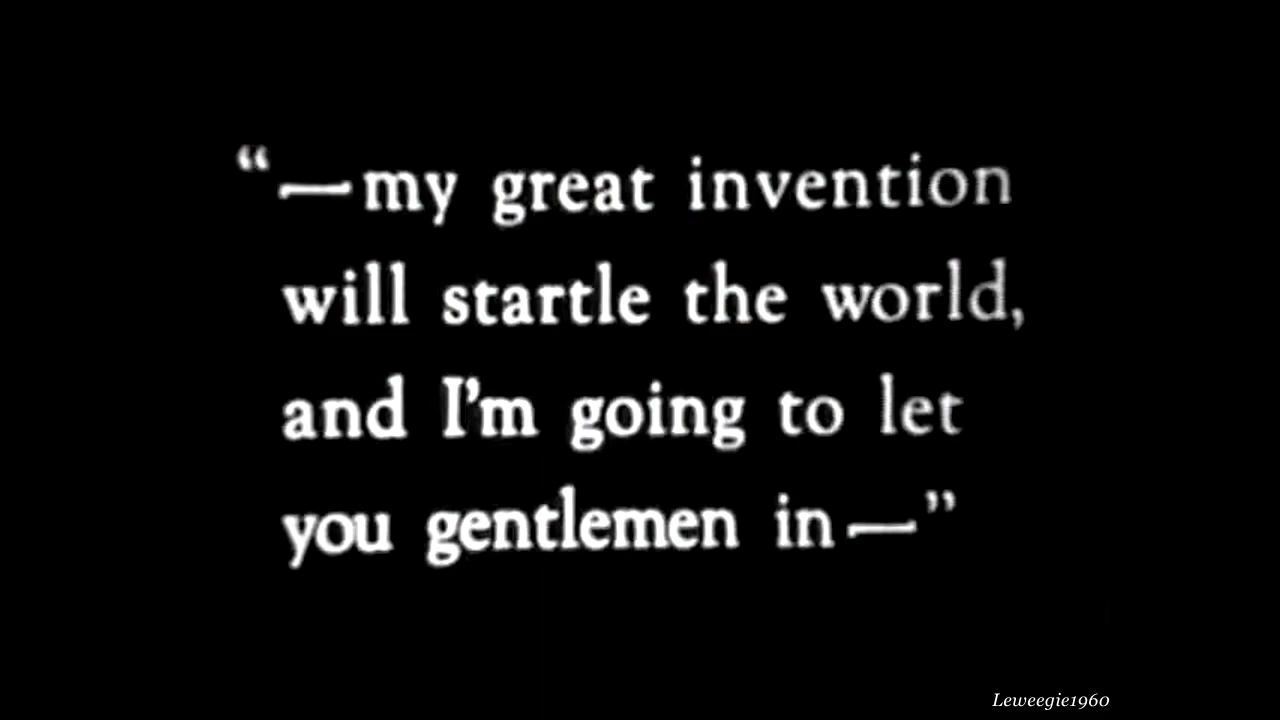 “—my great invention
will startle the world,
and I’m going to let
you gentlemen in—”
Leweegie1960